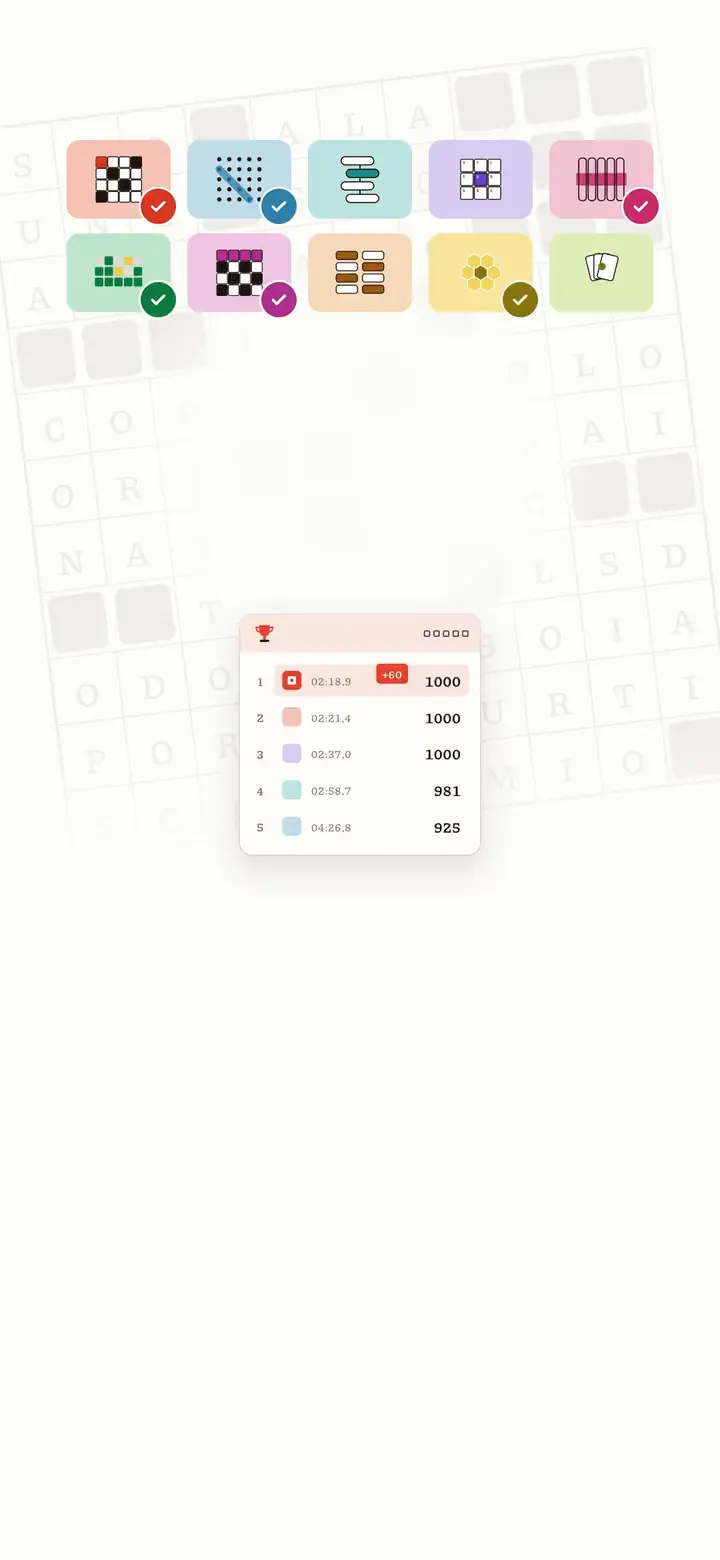 A L A
S
U
A
L O
C O A I
O R
N A L S D
T
O D O B O I A
P O R U R T I
S C M I O
+60
1 02:18,9 1000
2 02:21,4 1000
3 02:37,0 1000
4 02:58,7 981
5 04:26,8 925